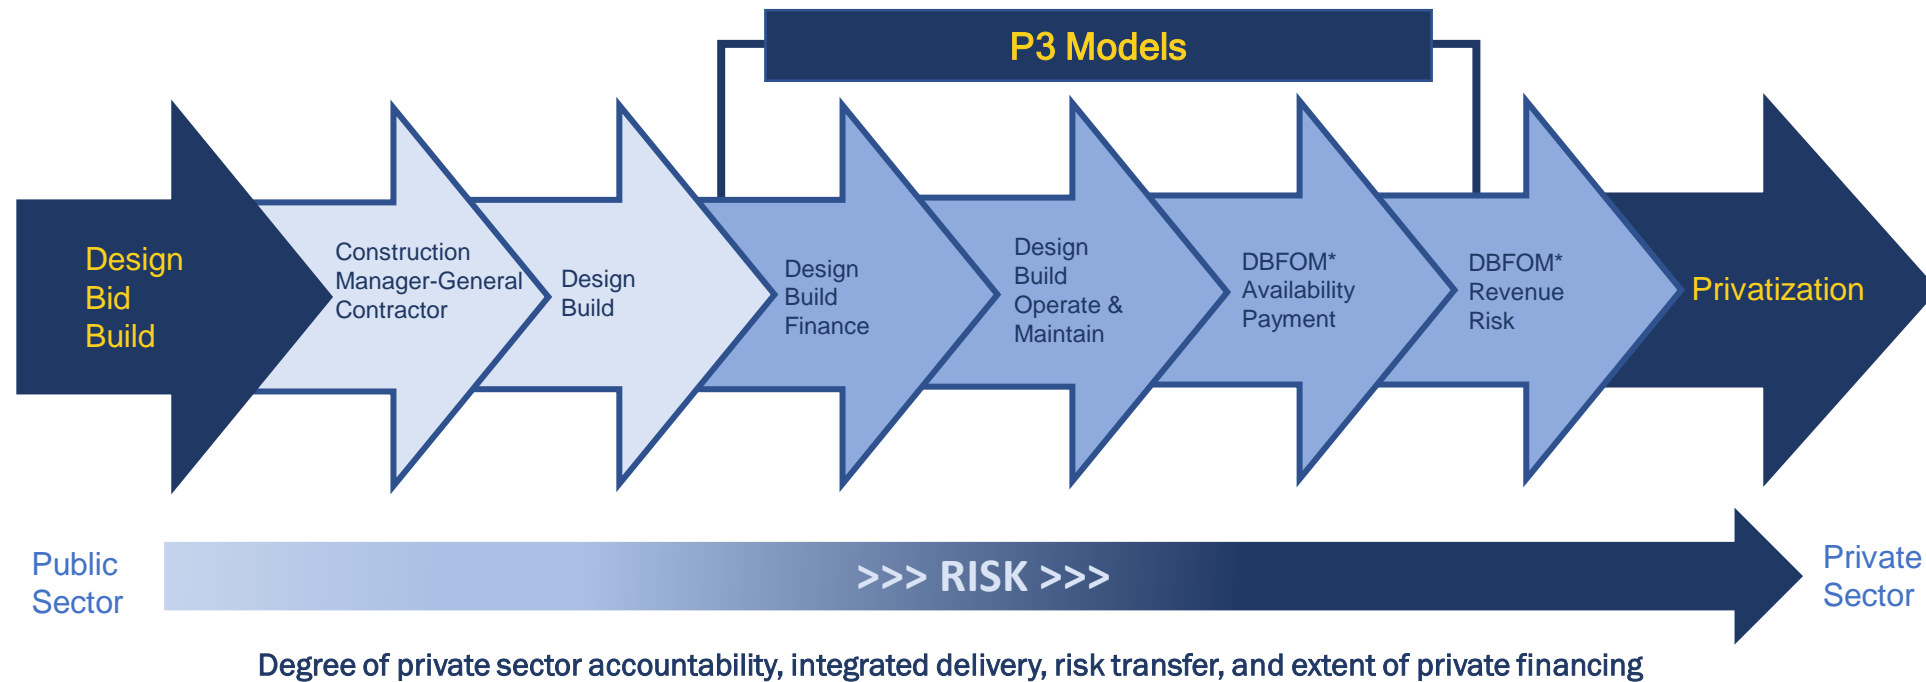 P3 Models
Design
Bid
Build
Construction
Manager-General
Contractor
Design
Build
Design
Build
Finance
Design
Build
Operate &
Maintain
DBFOM*
Availability
Payment
DBFOM*
Revenue
Risk
Privatization
Public
Sector
>>> RISK >>>
Private
Sector
Degree of private sector accountability, integrated delivery, risk transfer, and extent of private financing